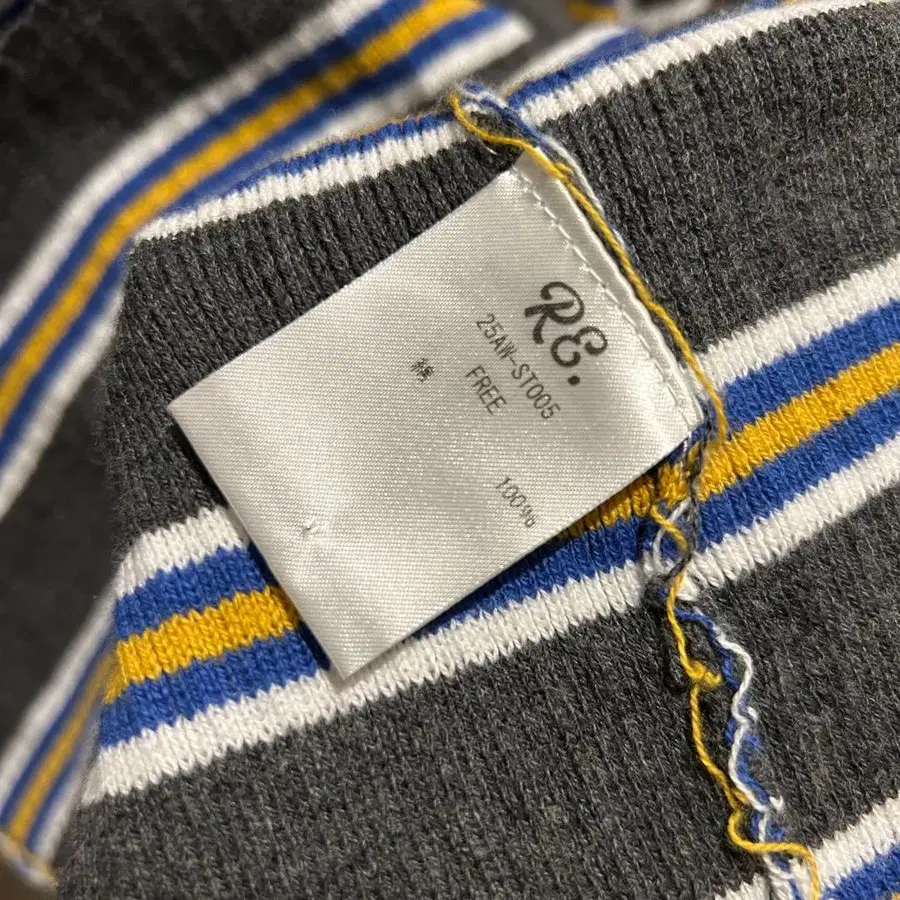 RE.
25AW-ST005
FREE
綿 100%